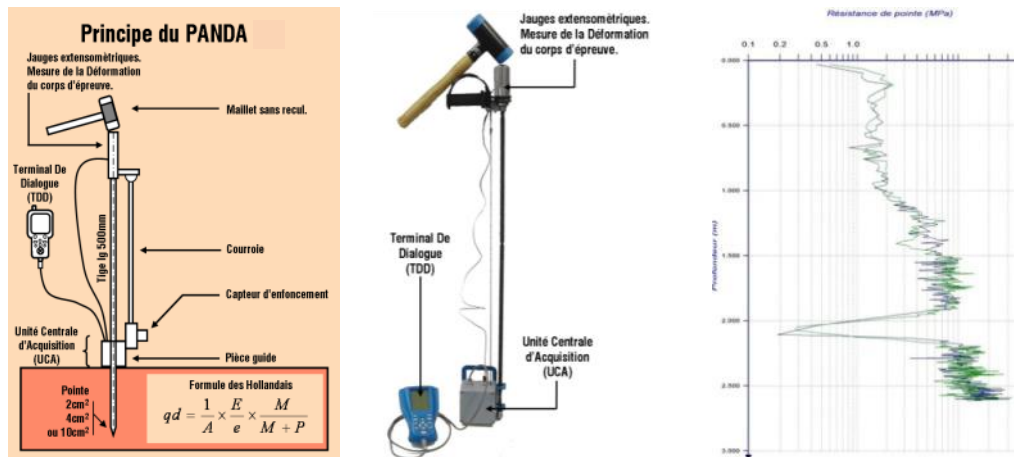 Principe du PANDA
Jauges extensométriques.
Mesure de la Déformation
du corps d'épreuve.
Maillet sans recul.
Terminal De
Dialogue
(TDD)
Tige lg 500mm
Courroie
Capteur d'enfoncement
Unité Centrale
d'Acquisition
(UCA)
Pièce guide
Pointe
2cm²
4cm²
ou 10cm²
Formule des Hollandais
qd = 1/A × E/e × M/(M + P)
Jauges extensométriques.
Mesure de la Déformation
du corps d'épreuve.
Terminal De
Dialogue
(TDD)
Unité Centrale
d'Acquisition
(UCA)
Résistance de pointe (MPa)
0.1 0.2 0.5 1.0
0.000
0.500
1.000
1.500
2.000
2.500
3.000
Profondeur (m)